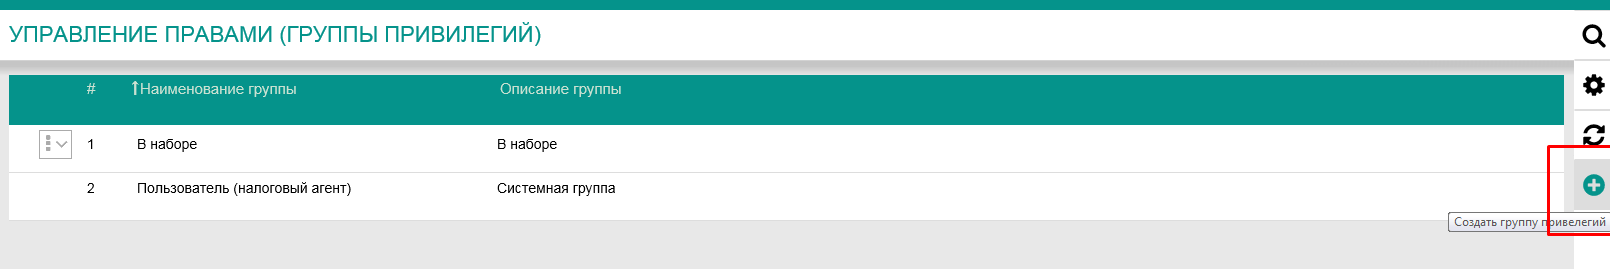 УПРАВЛЕНИЕ ПРАВАМИ (ГРУППЫ ПРИВИЛЕГИЙ)
# Наименование группы Описание группы
1 В наборе В наборе
2 Пользователь (налоговый агент) Системная группа
Создать группу привелегий